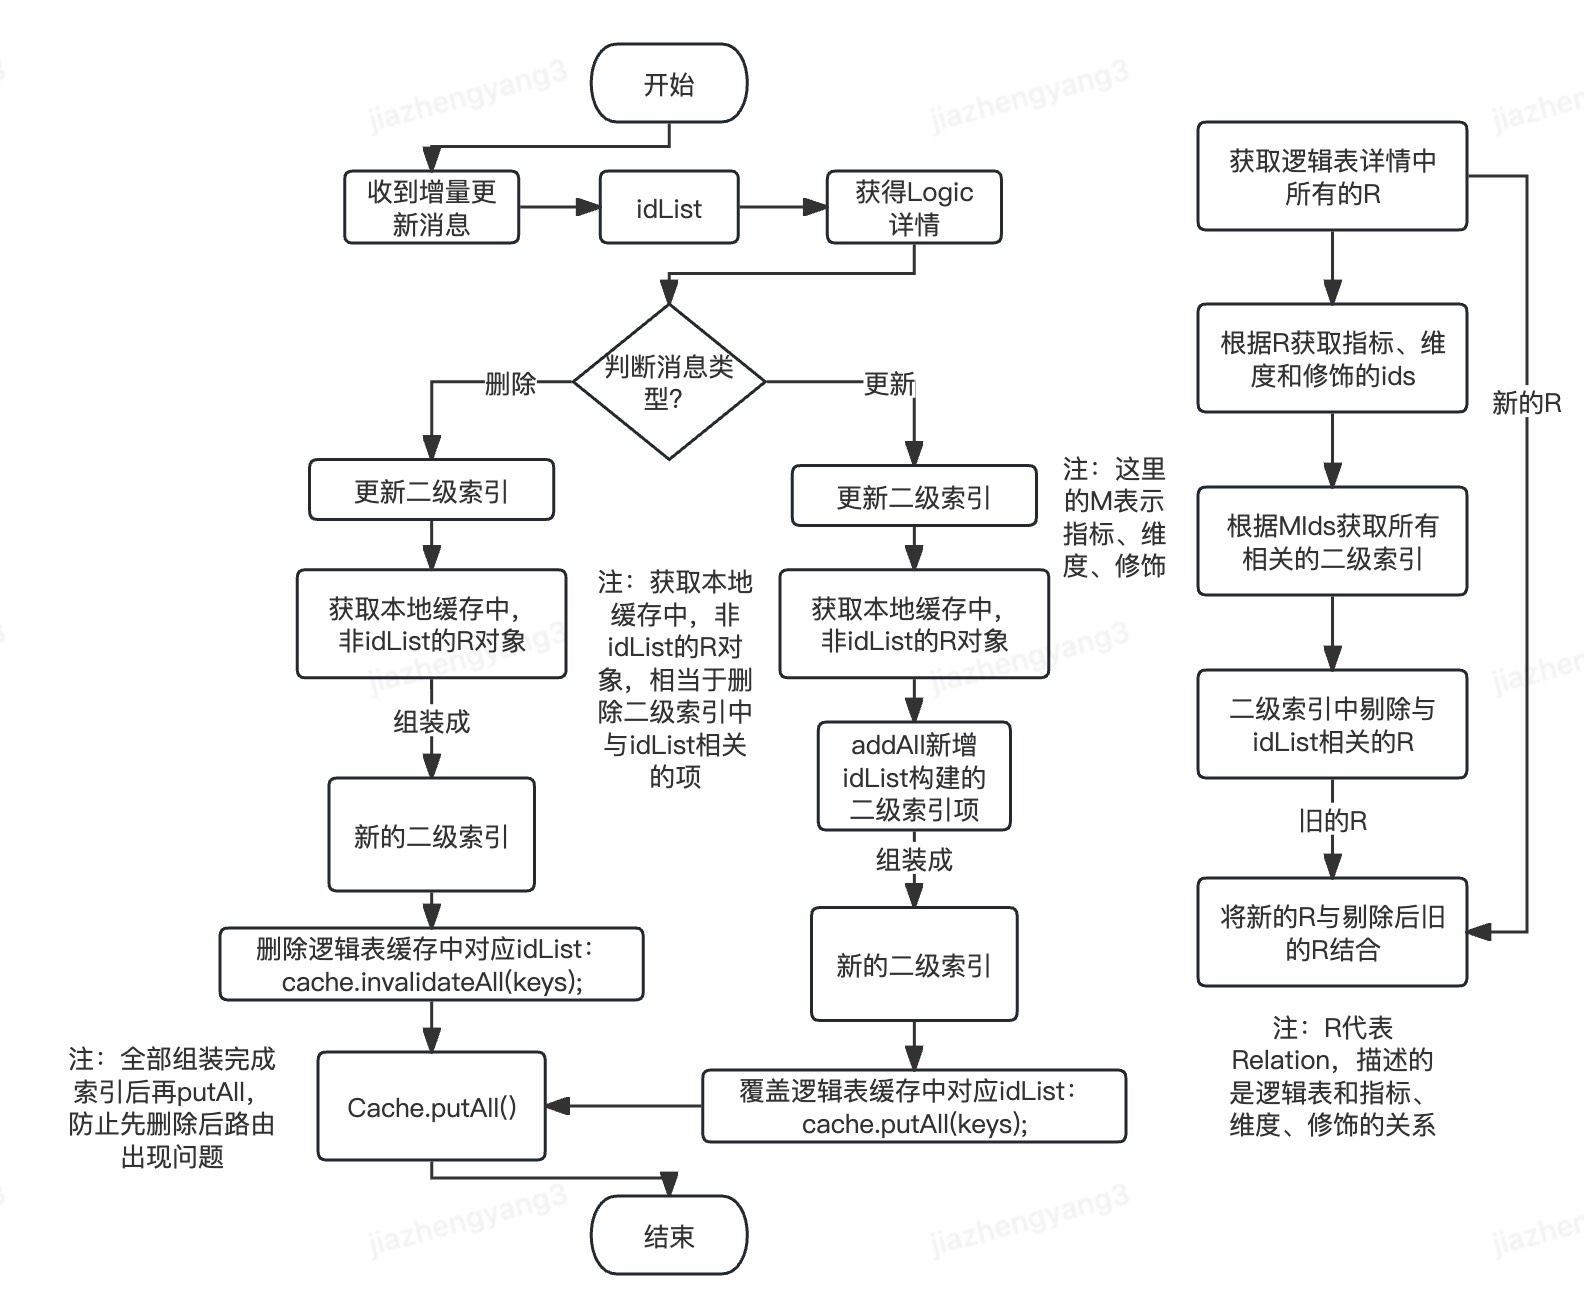 开始
收到增量更
新消息
idList
获得Logic
详情
判断消息类
型?
删除
更新
更新二级索引
获取本地缓存中，
非idList的R对象
组装成
新的二级索引
删除逻辑表缓存中对应idList：
cache.invalidateAll(keys);
注：全部组装完成
索引后再putAll，
防止先删除后路由
出现问题
Cache.putAll()
结束
注：获取本地
缓存中，非
idList的R对
象，相当于删
除二级索引中
与idList相关
的项
更新二级索引
获取本地缓存中，
非idList的R对象
addAll新增
idList构建的
二级索引项
组装成
新的二级索引
覆盖逻辑表缓存中对应idList：
cache.putAll(keys);
注：这里
的M表示
指标、维
度、修饰
获取逻辑表详情中
所有的R
根据R获取指标、维
度和修饰的ids
根据MIds获取所有
相关的二级索引
二级索引中剔除与
idList相关的R
旧的R
新的R
将新的R与剔除后旧
的R结合
注：R代表
Relation，描述的
是逻辑表和指标、
维度、修饰的关系
jiazhengyang3
jiazhengyang3
jiazhengyang3
jiazhengyang3
jiazhengyang3
jiazhengyang3